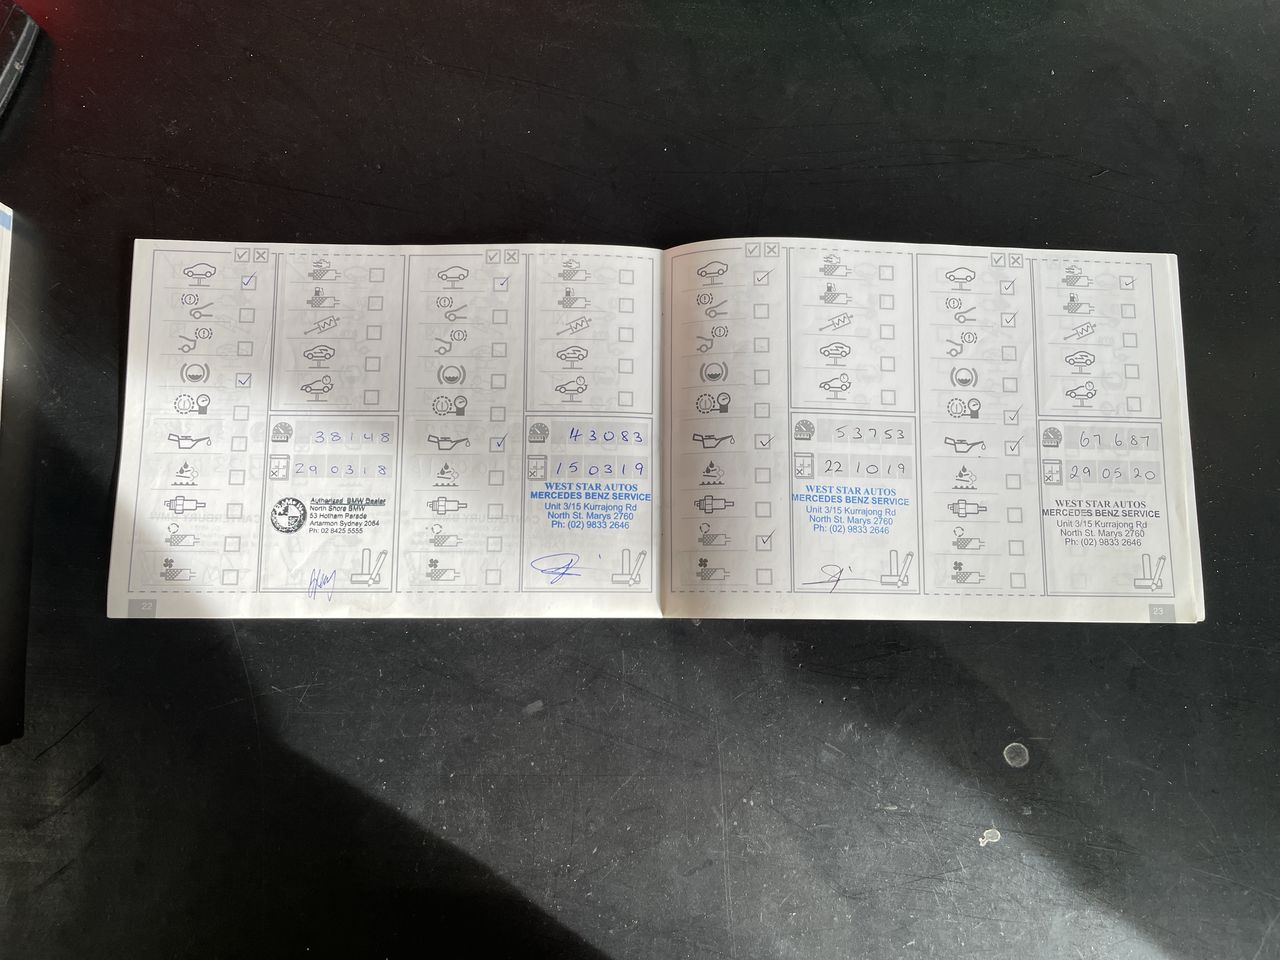 38148
290318
Authorized BMW Dealer
North Shore BMW
53 Hotham Parade
Artarmon Sydney 2064
Ph: 02 8425 5555
43083
150319
WEST STAR AUTOS
MERCEDES BENZ SERVICE
Unit 3/15 Kurrajong Rd
North St. Marys 2760
Ph: (02) 9833 2646
22
53753
221019
WEST STAR AUTOS
MERCEDES BENZ SERVICE
Unit 3/15 Kurrajong Rd
North St. Marys 2760
Ph: (02) 9833 2646
67687
290520
WEST STAR AUTOS
MERCEDES BENZ SERVICE
Unit 3/15 Kurrajong Rd
North St. Marys 2760
Ph: (02) 9833 2646
23